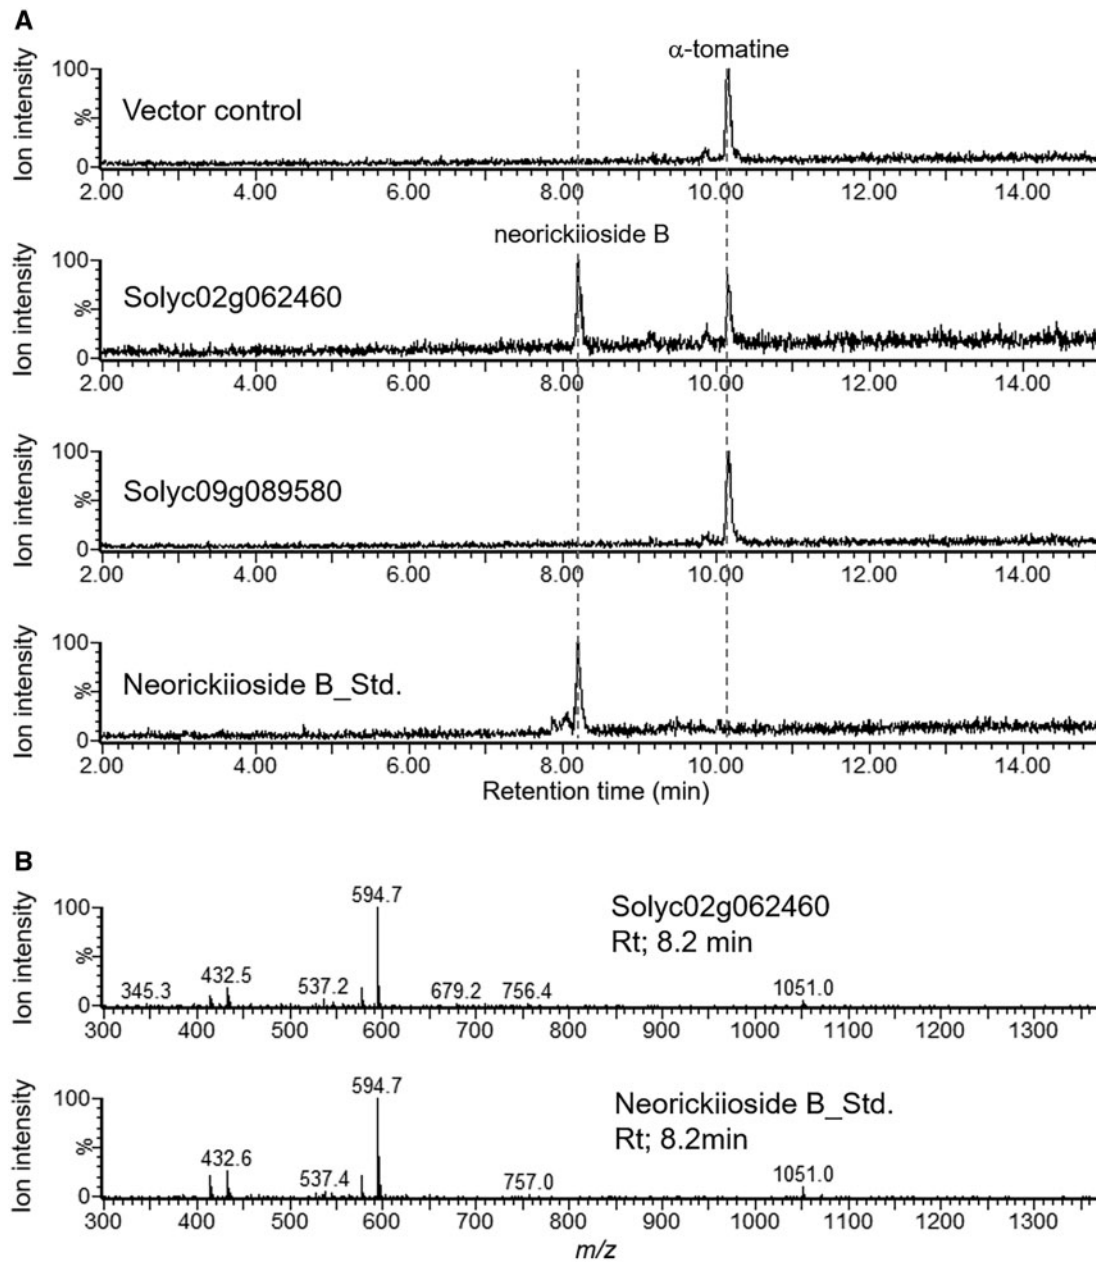 A
α-tomatine
Ion intensity
%
100
0
Vector control
2.00 4.00 6.00 8.00 10.00 12.00 14.00
neorickiioside B
Ion intensity
%
100
0
Solyc02g062460
2.00 4.00 6.00 8.00 10.00 12.00 14.00
Ion intensity
%
100
0
Solyc09g089580
2.00 4.00 6.00 8.00 10.00 12.00 14.00
Ion intensity
%
100
0
Neorickiioside B_Std.
2.00 4.00 6.00 8.00 10.00 12.00 14.00
Retention time (min)
B
Ion intensity
%
100
0
594.7
Solyc02g062460
Rt; 8.2 min
345.3 432.5 537.2 679.2 756.4 1051.0
300 400 500 600 700 800 900 1000 1100 1200 1300
Ion intensity
%
100
0
594.7
Neorickiioside B_Std.
Rt; 8.2min
432.6 537.4 757.0 1051.0
300 400 500 600 700 800 900 1000 1100 1200 1300
m/z